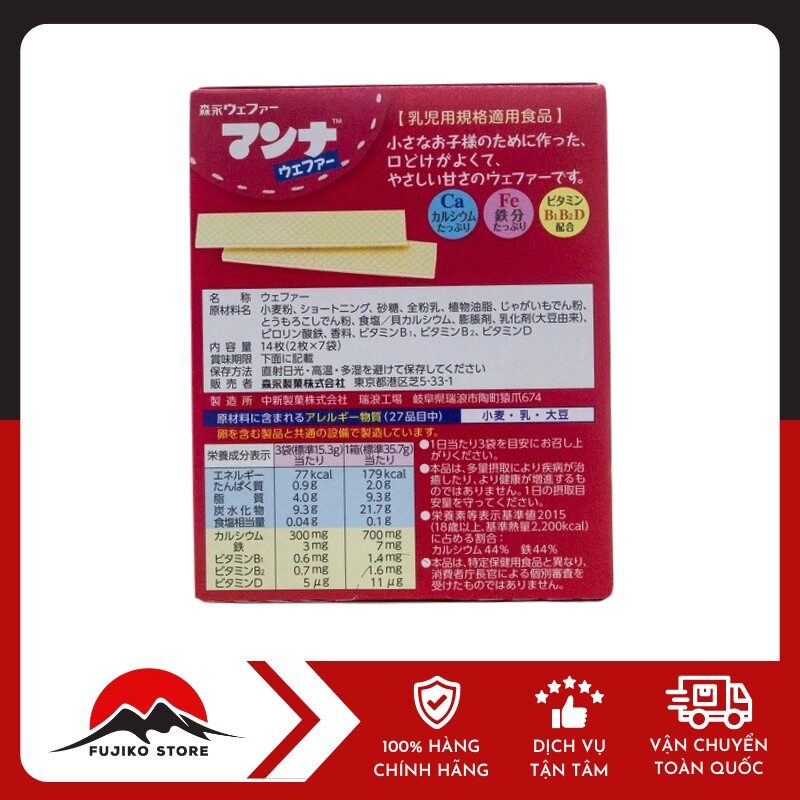 森永ウェファー
マンナ™
ウェファー
【乳児用規格適用食品】
小さなお子様のために作った、
口どけがよくて、
やさしい甘さのウェファーです。
Ca
カルシウム
たっぷり
Fe
鉄分
たっぷり
ビタミン
B1B2D
配合
名　称　ウェファー
原材料名　小麦粉、ショートニング、砂糖、全粉乳、植物油脂、じゃがいもでん粉、
とうもろこしでん粉、食塩／貝カルシウム、膨脹剤、乳化剤(大豆由来)、
ピロリン酸鉄、香料、ビタミンB1、ビタミンB2、ビタミンD
内容量　14枚(2枚×7袋)
賞味期限　下面に記載
保存方法　直射日光・高温・多湿を避けて保存してください
販売者　森永製菓株式会社　東京都港区芝5-33-1
製造所　中新製菓株式会社　瑞浪工場　岐阜県瑞浪市陶町猿爪674
原材料に含まれるアレルギー物質(27品目中)　小麦・乳・大豆
卵を含む製品と共通の設備で製造しています。
栄養成分表示　3袋(標準15.3g)当たり　1箱(標準35.7g)当たり
エネルギー　77kcal　179kcal
たんぱく質　0.9g　2.0g
脂質　4.0g　9.3g
炭水化物　9.3g　21.7g
食塩相当量　0.04g　0.1g
カルシウム　300mg　700mg
鉄　3mg　7mg
ビタミンB1　0.6mg　1.4mg
ビタミンB2　0.7mg　1.6mg
ビタミンD　5μg　11μg
●1日当たり3袋を目安にお召し上
がりください。
●本品は、多量摂取により疾病が治
癒したり、より健康が増進するも
のではありません。1日の摂取目
安量を守ってください。
●栄養素等表示基準値2015
(18歳以上、基準熱量2,200kcal)
に占める割合：
カルシウム44%　鉄44%
●本品は、特定保健用食品と異なり、
消費者庁長官による個別審査を
受けたものではありません。
FUJIKO STORE
100% HÀNG
CHÍNH HÃNG
DỊCH VỤ
TẬN TÂM
VẬN CHUYỂN
TOÀN QUỐC